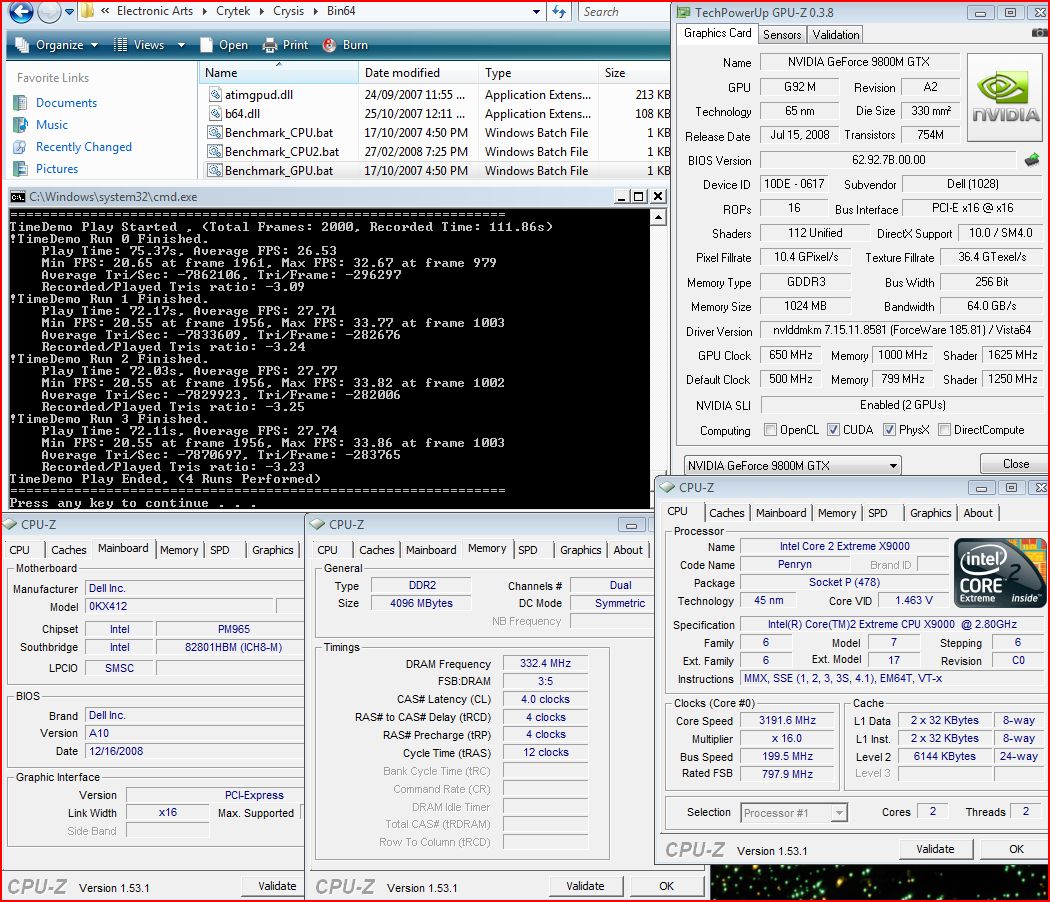 « Electronic Arts Crytek Crysis Bin64 Search
Organize Views Open Print Burn
Favorite Links
Documents
Music
Recently Changed
Pictures
Name Date modified Type Size
atimgpud.dll 24/09/2007 11:55 ... Application Extens... 213 KB
b64.dll 25/10/2007 12:11 ... Application Extens... 108 KB
Benchmark_CPU.bat 17/10/2007 4:50 PM Windows Batch File 1 KB
Benchmark_CPU2.bat 27/02/2008 7:25 PM Windows Batch File 1 KB
Benchmark_GPU.bat 17/10/2007 4:50 PM Windows Batch File 1 KB
C:\Windows\system32\cmd.exe
TimeDemo Play Started , (Total Frames: 2000, Recorded Time: 111.86s)
!TimeDemo Run 0 Finished.
Play Time: 75.37s, Average FPS: 26.53
Min FPS: 20.65 at frame 1961, Max FPS: 32.67 at frame 979
Average Tri/Sec: -7862106, Tri/Frame: -296297
Recorded/Played Tris ratio: -3.09
!TimeDemo Run 1 Finished.
Play Time: 72.17s, Average FPS: 27.71
Min FPS: 20.55 at frame 1956, Max FPS: 33.77 at frame 1003
Average Tri/Sec: -7833609, Tri/Frame: -282676
Recorded/Played Tris ratio: -3.24
!TimeDemo Run 2 Finished.
Play Time: 72.03s, Average FPS: 27.77
Min FPS: 20.55 at frame 1956, Max FPS: 33.82 at frame 1002
Average Tri/Sec: -7829923, Tri/Frame: -282006
Recorded/Played Tris ratio: -3.25
!TimeDemo Run 3 Finished.
Play Time: 72.11s, Average FPS: 27.74
Min FPS: 20.55 at frame 1956, Max FPS: 33.86 at frame 1003
Average Tri/Sec: -7870697, Tri/Frame: -283765
Recorded/Played Tris ratio: -3.23
TimeDemo Play Ended, (4 Runs Performed)
Press any key to continue . . .
TechPowerUp GPU-Z 0.3.8
Graphics Card Sensors Validation
Name NVIDIA GeForce 9800M GTX
GPU G92 M Revision A2
Technology 65 nm Die Size 330 mm²
Release Date Jul 15, 2008 Transistors 754M
NVIDIA
BIOS Version 62.92.7B.00.00
Device ID 10DE - 0617 Subvendor Dell (1028)
ROPs 16 Bus Interface PCI-E x16 @ x16
Shaders 112 Unified DirectX Support 10.0 / SM4.0
Pixel Fillrate 10.4 GPixel/s Texture Fillrate 36.4 GTexel/s
Memory Type GDDR3 Bus Width 256 Bit
Memory Size 1024 MB Bandwidth 64.0 GB/s
Driver Version nvlddmkm 7.15.11.8581 (ForceWare 185.81) / Vista64
GPU Clock 650 MHz Memory 1000 MHz Shader 1625 MHz
Default Clock 500 MHz Memory 799 MHz Shader 1250 MHz
NVIDIA SLI Enabled (2 GPUs)
Computing OpenCL CUDA PhysX DirectCompute
NVIDIA GeForce 9800M GTX Close
CPU-Z
CPU Caches Mainboard Memory SPD Graphics
Motherboard
Manufacturer Dell Inc.
Model 0KX412
Chipset Intel PM965
Southbridge Intel 82801HBM (ICH8-M)
LPCIO SMSC
BIOS
Brand Dell Inc.
Version A10
Date 12/16/2008
Graphic Interface
Version PCI-Express
Link Width x16 Max. Supported
Side Band
CPU-Z Version 1.53.1 Validate
CPU-Z
CPU Caches Mainboard Memory SPD Graphics About
General
Type DDR2 Channels # Dual
Size 4096 MBytes DC Mode Symmetric
NB Frequency
Timings
DRAM Frequency 332.4 MHz
FSB:DRAM 3:5
CAS# Latency (CL) 4.0 clocks
RAS# to CAS# Delay (tRCD) 4 clocks
RAS# Precharge (tRP) 4 clocks
Cycle Time (tRAS) 12 clocks
Bank Cycle Time (tRC)
Command Rate (CR)
DRAM Idle Timer
Total CAS# (tRDRAM)
Row To Column (tRCD)
CPU-Z Version 1.53.1 Validate OK
CPU-Z
CPU Caches Mainboard Memory SPD Graphics About
Processor
Name Intel Core 2 Extreme X9000
Code Name Penryn Brand ID
Package Socket P (478)
Technology 45 nm Core VID 1.463 V
intel CORE 2 Extreme inside™
Specification Intel(R) Core(TM)2 Extreme CPU X9000 @ 2.80GHz
Family 6 Model 7 Stepping 6
Ext. Family 6 Ext. Model 17 Revision C0
Instructions MMX, SSE (1, 2, 3, 3S, 4.1), EM64T, VT-x
Clocks (Core #0)
Core Speed 3191.6 MHz
Multiplier x 16.0
Bus Speed 199.5 MHz
Rated FSB 797.9 MHz
Cache
L1 Data 2 x 32 KBytes 8-way
L1 Inst. 2 x 32 KBytes 8-way
Level 2 6144 KBytes 24-way
Level 3
Selection Processor #1 Cores 2 Threads 2
CPU-Z Version 1.53.1 Validate OK